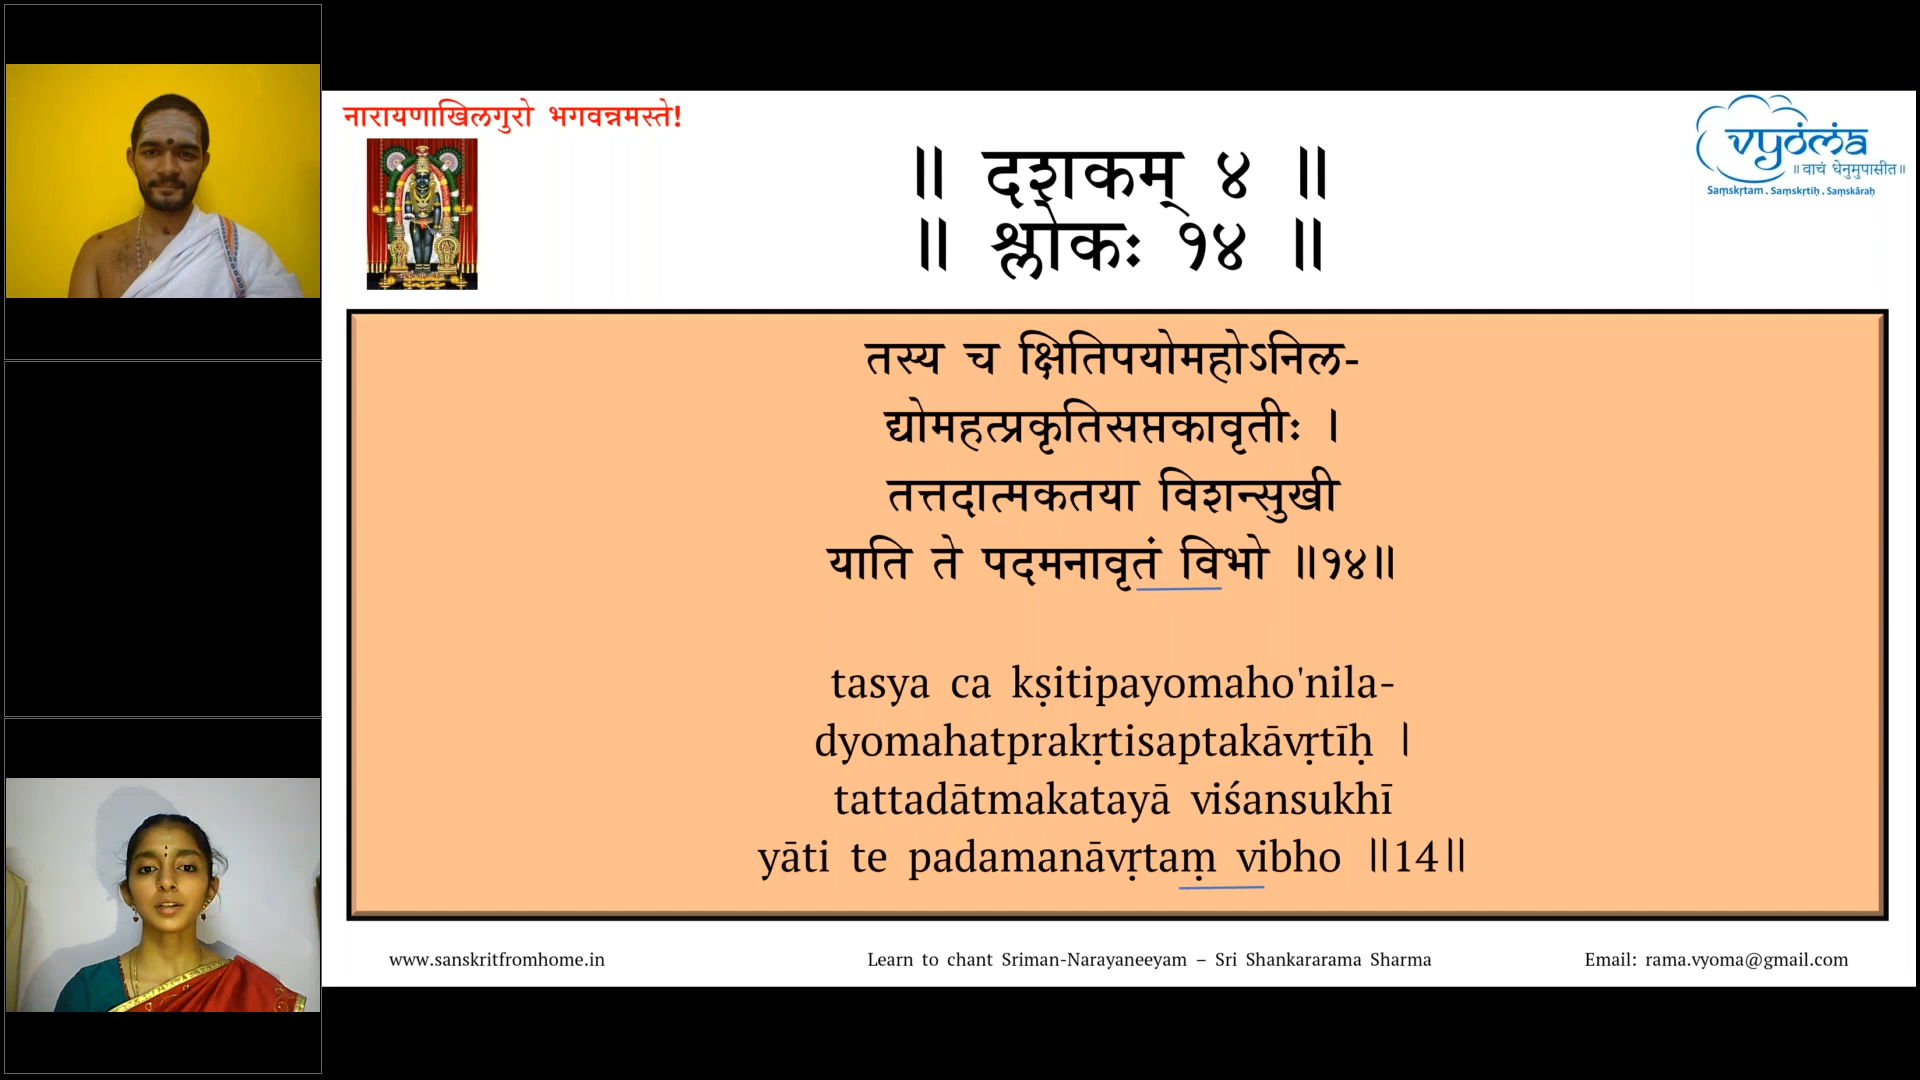 नारायणाखिलगुरो भगवन्नमस्ते!
vyoma
॥वाचं धेनुमुपासीत॥
Saṃskṛtam . Saṃskṛtiḥ . Saṃskāraḥ
॥ दशकम् ४ ॥
॥ श्लोकः १४ ॥
तस्य च क्षितिपयोमहोऽनिल-
द्योमहत्प्रकृतिसप्तकावृतीः ।
तत्तदात्मकतया विशन्सुखी
याति ते पदमनावृतं विभो ॥१४॥
tasya ca kṣitipayomaho'nila-
dyomahatprakṛtisaptakāvṛtīḥ |
tattadātmakatayā viśansukhī
yāti te padamanāvṛtaṃ vibho ||14||
www.sanskritfromhome.in
Learn to chant Sriman-Narayaneeyam – Sri Shankararama Sharma
Email: rama.vyoma@gmail.com